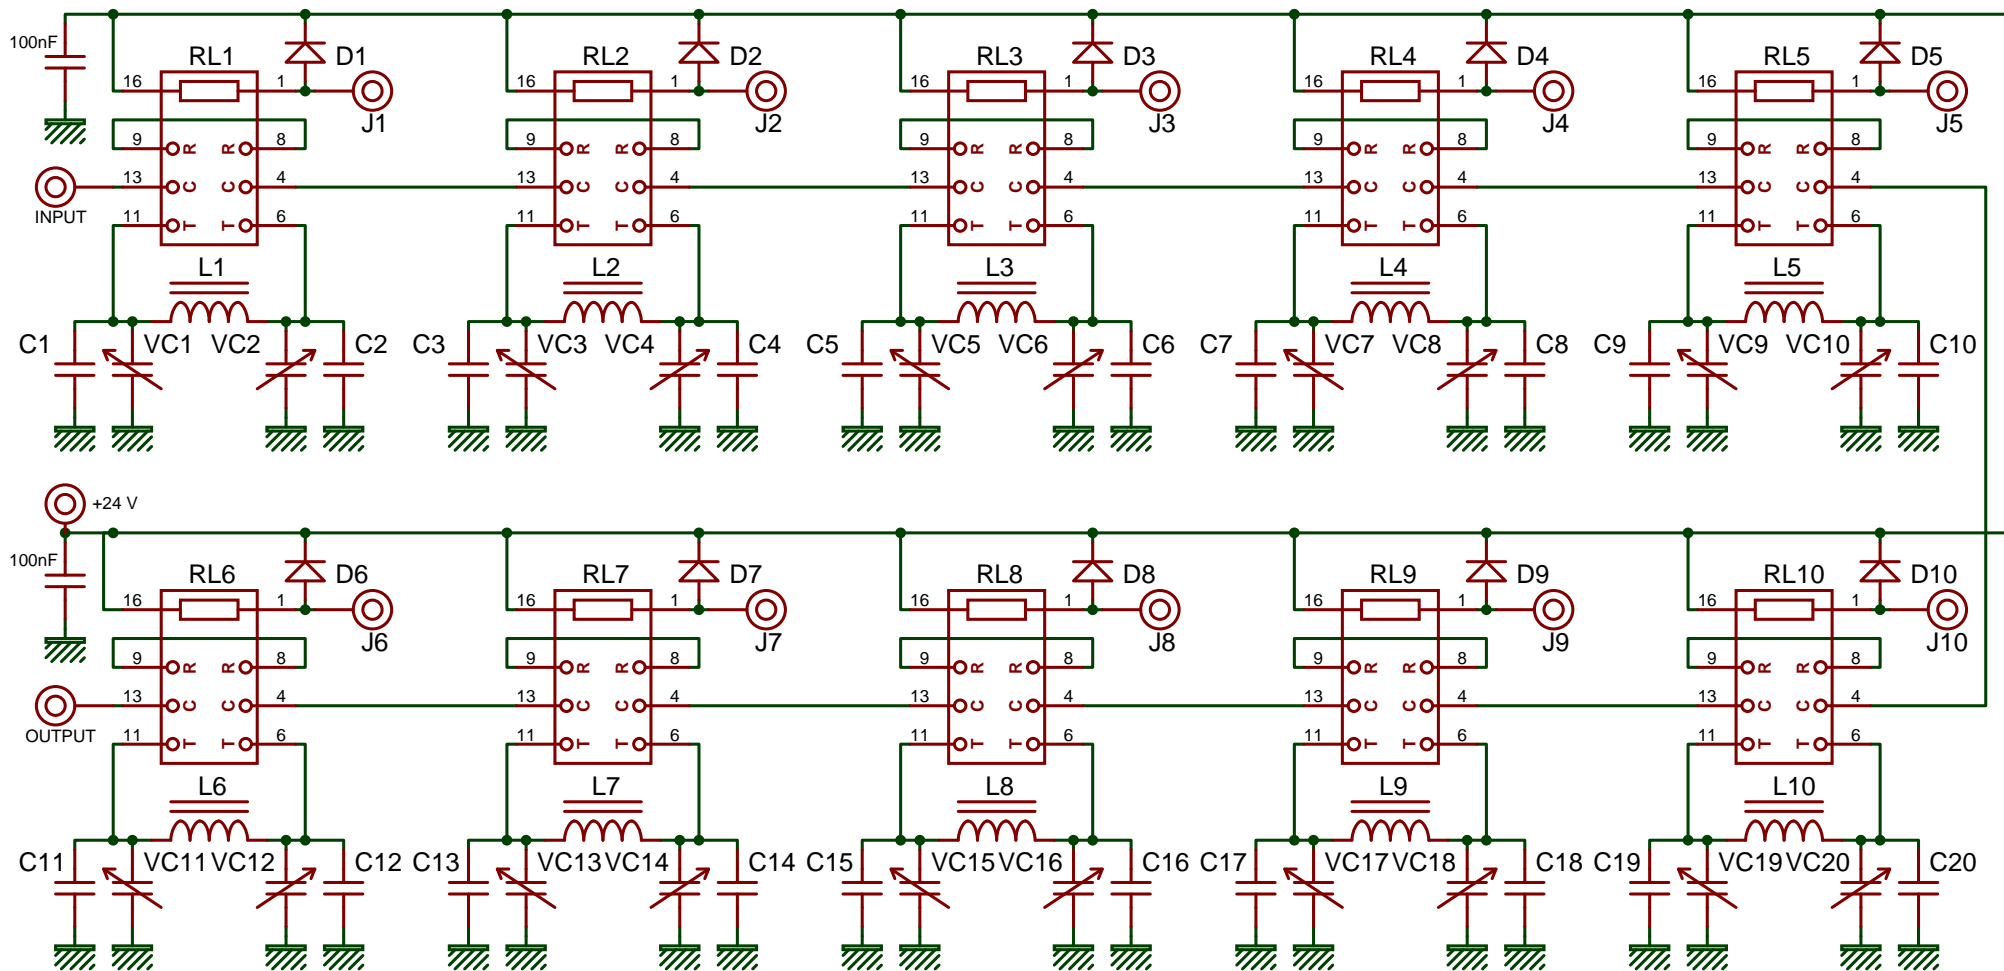 100nF
RL1 D1 RL2 D2 RL3 D3 RL4 D4 RL5 D5
16 1 16 1 16 1 16 1 16 1
J1 J2 J3 J4 J5
9 R R 8 9 R R 8 9 R R 8 9 R R 8 9 R R 8
13 C C 4 13 C C 4 13 C C 4 13 C C 4 13 C C 4
INPUT
11 T T 6 11 T T 6 11 T T 6 11 T T 6 11 T T 6
L1 L2 L3 L4 L5
C1 VC1 VC2 C2 C3 VC3 VC4 C4 C5 VC5 VC6 C6 C7 VC7 VC8 C8 C9 VC9 VC10 C10
+24 V
100nF
RL6 D6 RL7 D7 RL8 D8 RL9 D9 RL10 D10
16 1 16 1 16 1 16 1 16 1
J6 J7 J8 J9 J10
9 R R 8 9 R R 8 9 R R 8 9 R R 8 9 R R 8
13 C C 4 13 C C 4 13 C C 4 13 C C 4 13 C C 4
OUTPUT
11 T T 6 11 T T 6 11 T T 6 11 T T 6 11 T T 6
L6 L7 L8 L9 L10
C11 VC11 VC12 C12 C13 VC13 VC14 C14 C15 VC15 VC16 C16 C17 VC17 VC18 C18 C19 VC19 VC20 C20